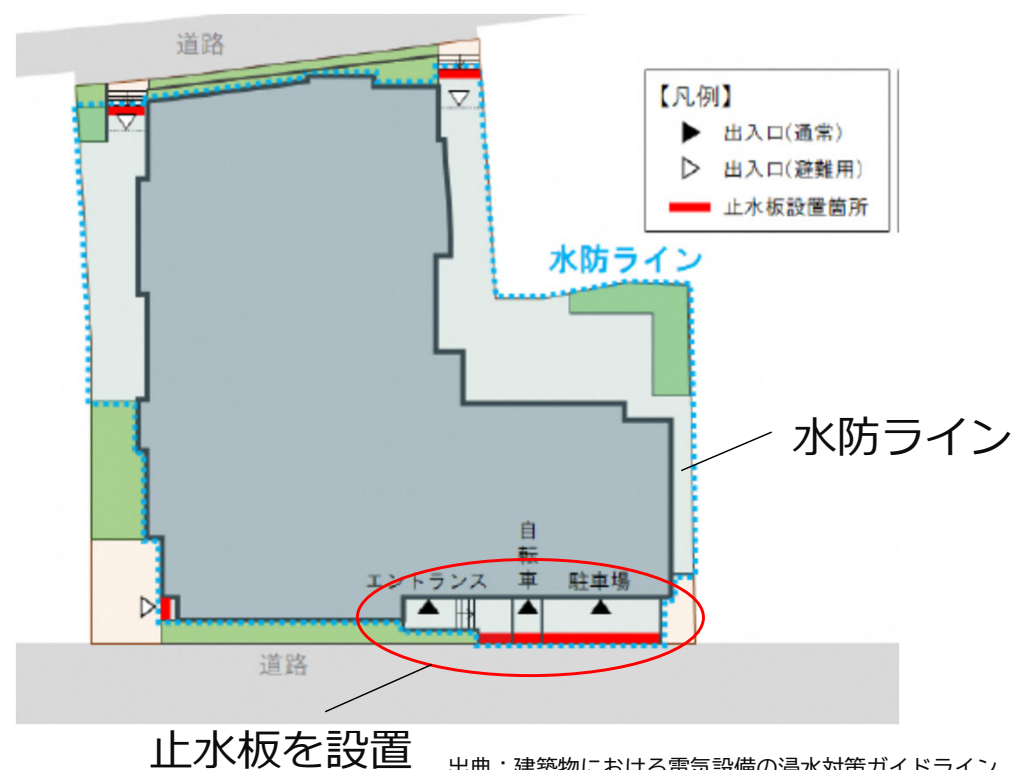 道路
【凡例】
出入口(通常)
出入口(避難用)
止水板設置箇所
水防ライン
水防ライン
自転車
エントランス
駐車場
道路
止水板を設置
出典：建築物における電気設備の浸水対策ガイドライン